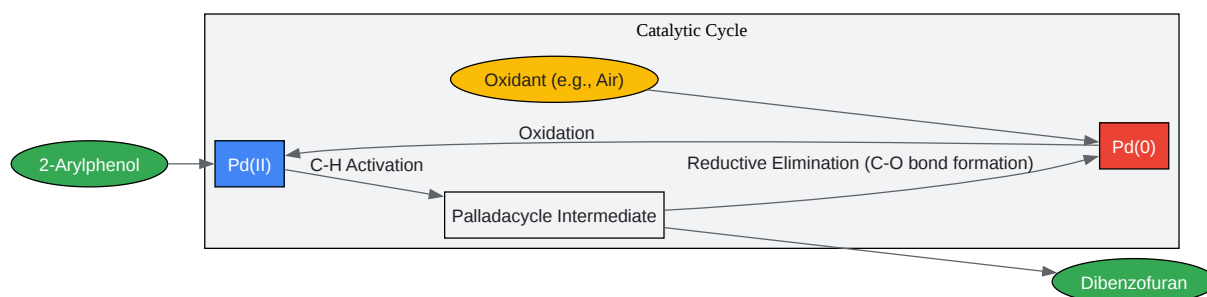 Catalytic Cycle
Oxidant (e.g., Air)
Oxidation
2-Arylphenol
Pd(II)
C-H Activation
Reductive Elimination (C-O bond formation)
Pd(0)
Palladacycle Intermediate
Dibenzofuran